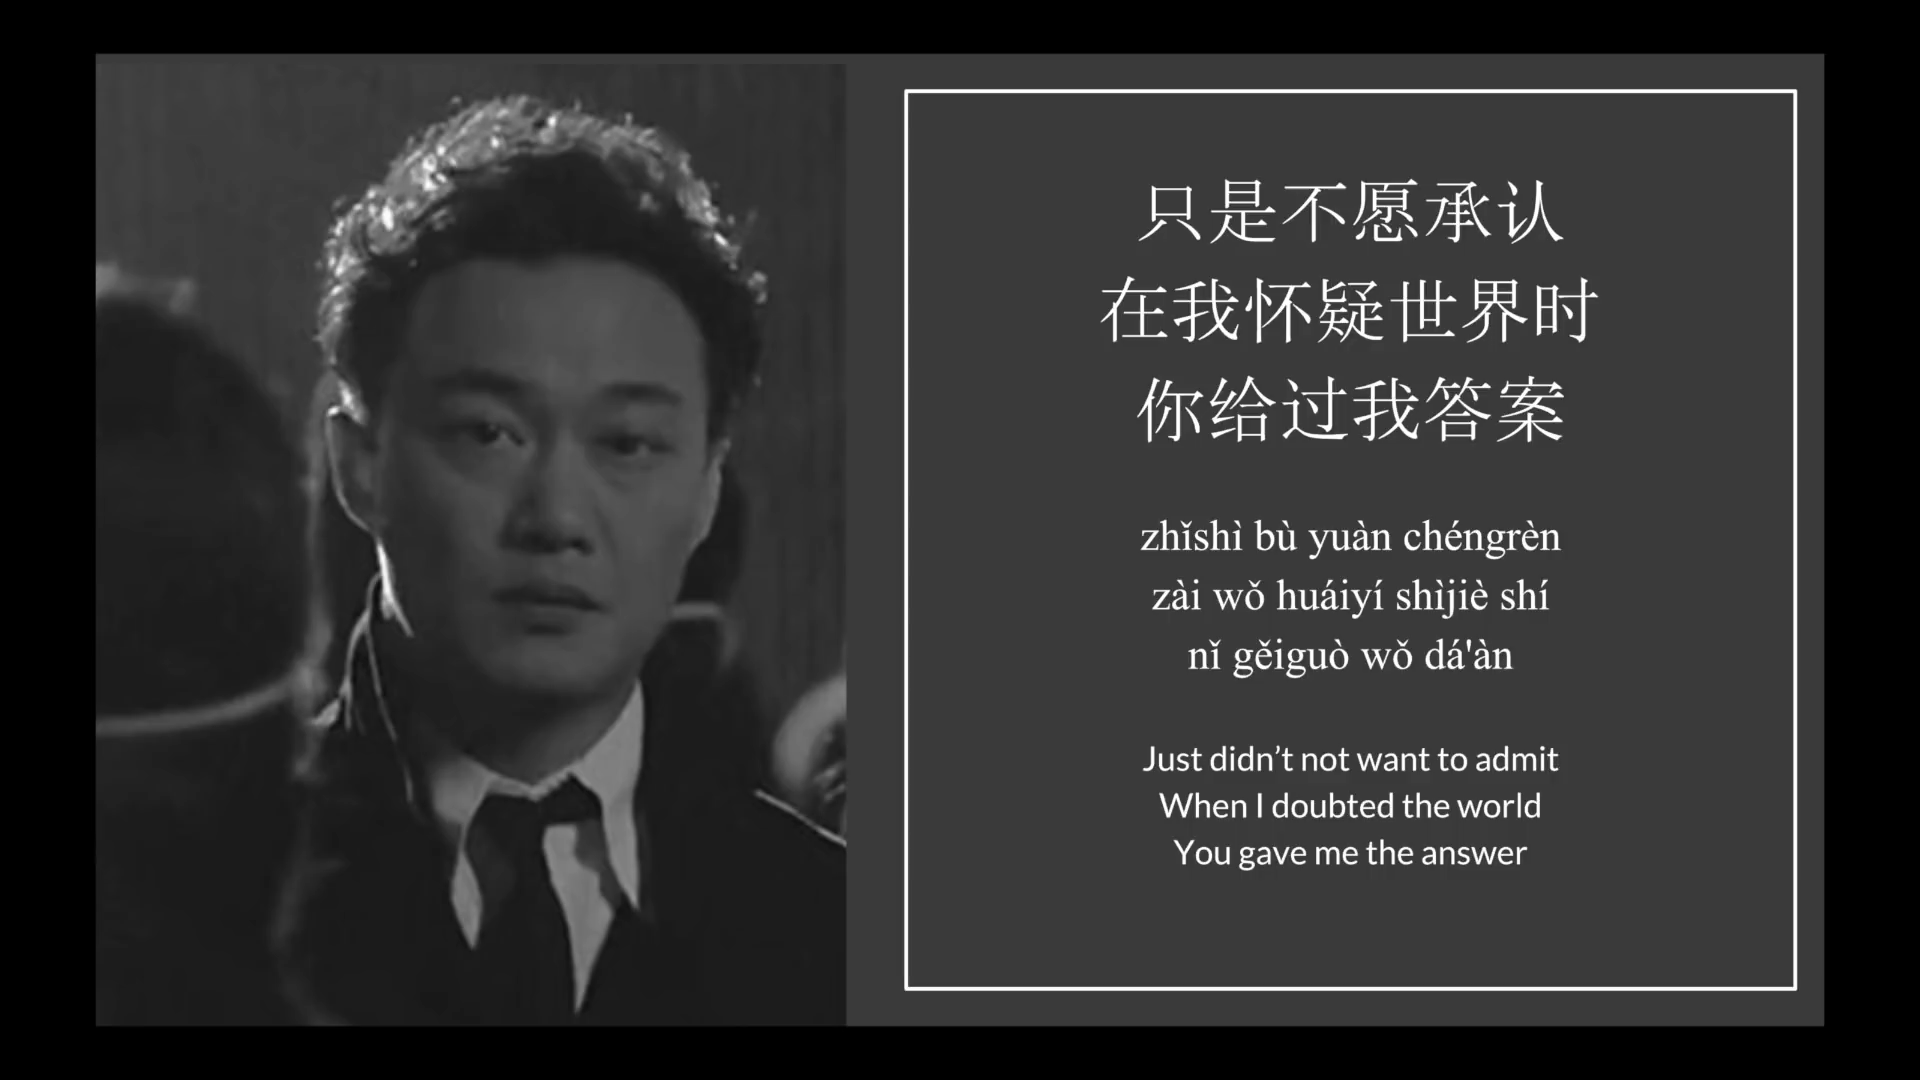 只是不愿承认
在我怀疑世界时
你给过我答案
zhǐshì bù yuàn chéngrèn
zài wǒ huáiyí shìjiè shí
nǐ gěiguò wǒ dá'àn
Just didn’t not want to admit
When I doubted the world
You gave me the answer